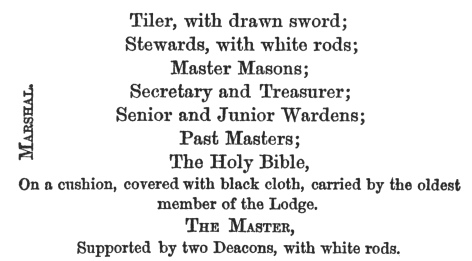 Tiler, with drawn sword;
Stewards, with white rods;
Master Masons;
Secretary and Treasurer;
Senior and Junior Wardens;
Past Masters;
The Holy Bible,
On a cushion, covered with black cloth, carried by the oldest
member of the Lodge.
THE MASTER,
Supported by two Deacons, with white rods.
MARSHAL.